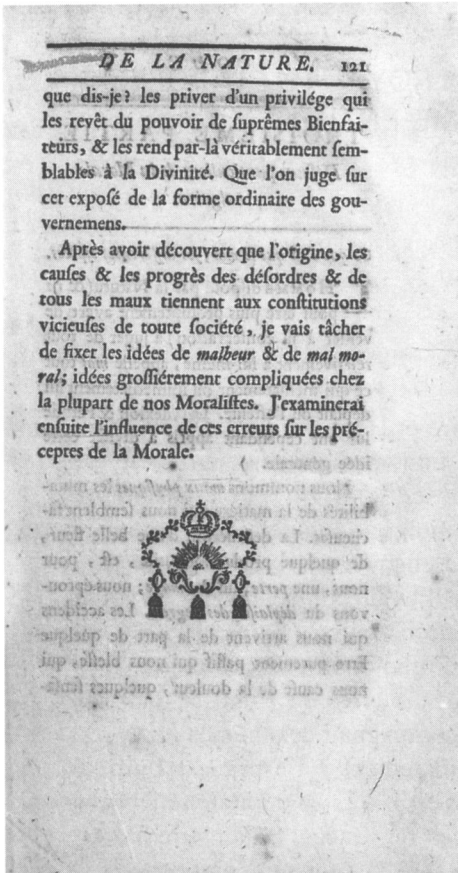 DE LA NATURE. 121
que dis-je? les priver d'un privilége qui
les revêt du pouvoir de ſuprêmes Bienfai-
teurs, & les rend par-là véritablement ſem-
blables à la Divinité. Que l'on juge ſur
cet expoſé de la forme ordinaire des gou-
vernemens.
Après avoir découvert que l'origine, les
cauſes & les progrès des déſordres & de
tous les maux tiennent aux conſtitutions
vicieuſes de toute ſociété, je vais tâcher
de fixer les idées de malheur & de mal mo-
ral; idées groſſiérement compliquées chez
la plupart de nos Moraliſtes. J'examinerai
enſuite l'influence de ces erreurs ſur les pré-
ceptes de la Morale.